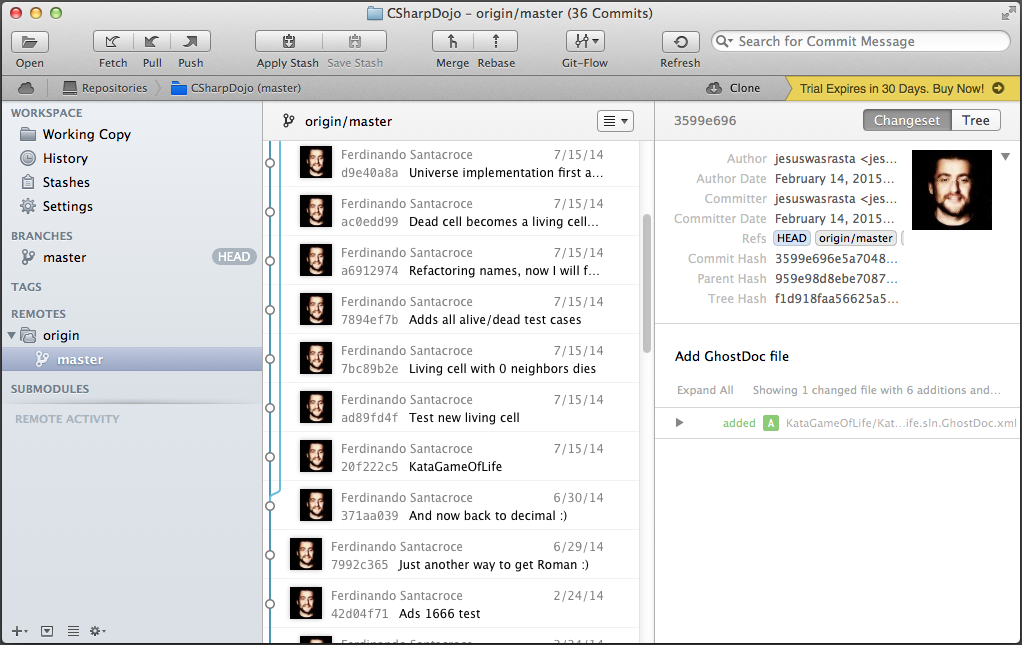 CSharpDojo – origin/master (36 Commits)
Open
Fetch Pull Push
Apply Stash Save Stash
Merge Rebase
Git-Flow
Refresh
Search for Commit Message
Repositories CSharpDojo (master)
Clone
Trial Expires in 30 Days. Buy Now!
WORKSPACE
Working Copy
History
Stashes
Settings
BRANCHES
master HEAD
TAGS
REMOTES
origin
master
SUBMODULES
REMOTE ACTIVITY
origin/master
Ferdinando Santacroce 7/15/14
d9e40a8a Universe implementation first a...
Ferdinando Santacroce 7/15/14
ac0edd99 Dead cell becomes a living cell...
Ferdinando Santacroce 7/15/14
a6912974 Refactoring names, now I will f...
Ferdinando Santacroce 7/15/14
7894ef7b Adds all alive/dead test cases
Ferdinando Santacroce 7/15/14
7bc89b2e Living cell with 0 neighbors dies
Ferdinando Santacroce 7/15/14
ad89fd4f Test new living cell
Ferdinando Santacroce 7/15/14
20f222c5 KataGameOfLife
Ferdinando Santacroce 6/30/14
371aa039 And now back to decimal :)
Ferdinando Santacroce 6/29/14
7992c365 Just another way to get Roman :)
Ferdinando Santacroce 2/24/14
42d04f71 Ads 1666 test
3599e696
Changeset Tree
Author jesuswasrasta <jes...
Author Date February 14, 2015...
Committer jesuswasrasta <jes...
Committer Date February 14, 2015...
Refs HEAD origin/master
Commit Hash 3599e696e5a7048...
Parent Hash 959e98d8ebe7087...
Tree Hash f1d918faa56625a5...
Add GhostDoc file
Expand All Showing 1 changed file with 6 additions and...
added A KataGameOfLife/Kat...ife.sln.GhostDoc.xml